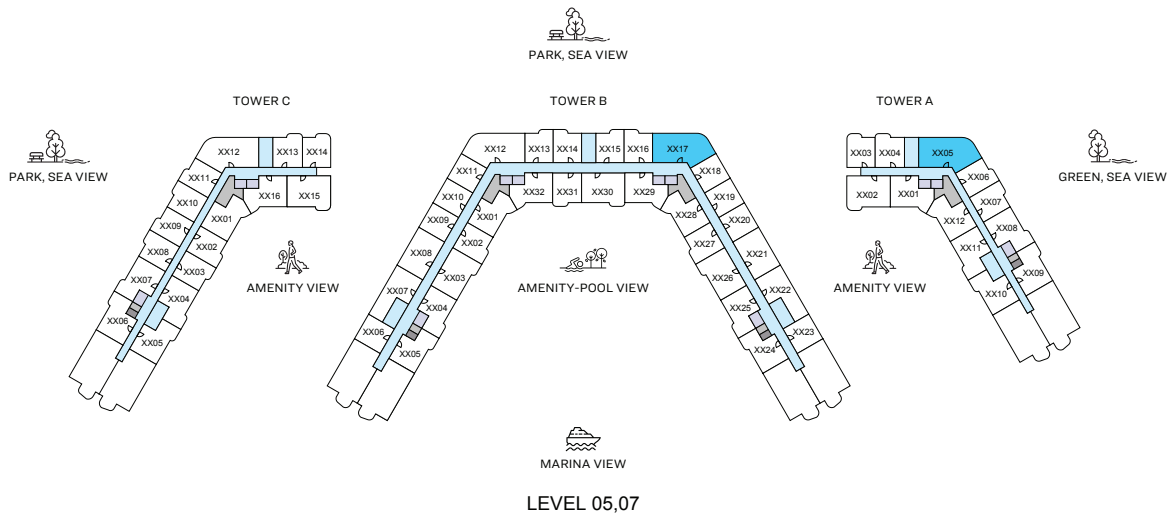 PARK, SEA VIEW
TOWER C
TOWER B
TOWER A
PARK, SEA VIEW
GREEN, SEA VIEW
XX12
XX13
XX14
XX11
XX10
XX09
XX08
XX07
XX06
XX05
XX04
XX03
XX02
XX01
XX16
XX15
AMENITY VIEW
XX12
XX13
XX14
XX15
XX16
XX17
XX11
XX10
XX09
XX08
XX07
XX06
XX05
XX04
XX03
XX02
XX01
XX32
XX31
XX30
XX29
XX28
XX27
XX26
XX25
XX24
XX23
XX22
XX21
XX20
XX19
XX18
AMENITY-POOL VIEW
XX03
XX04
XX05
XX02
XX01
XX06
XX07
XX08
XX09
XX10
XX11
XX12
AMENITY VIEW
MARINA VIEW
LEVEL 05,07